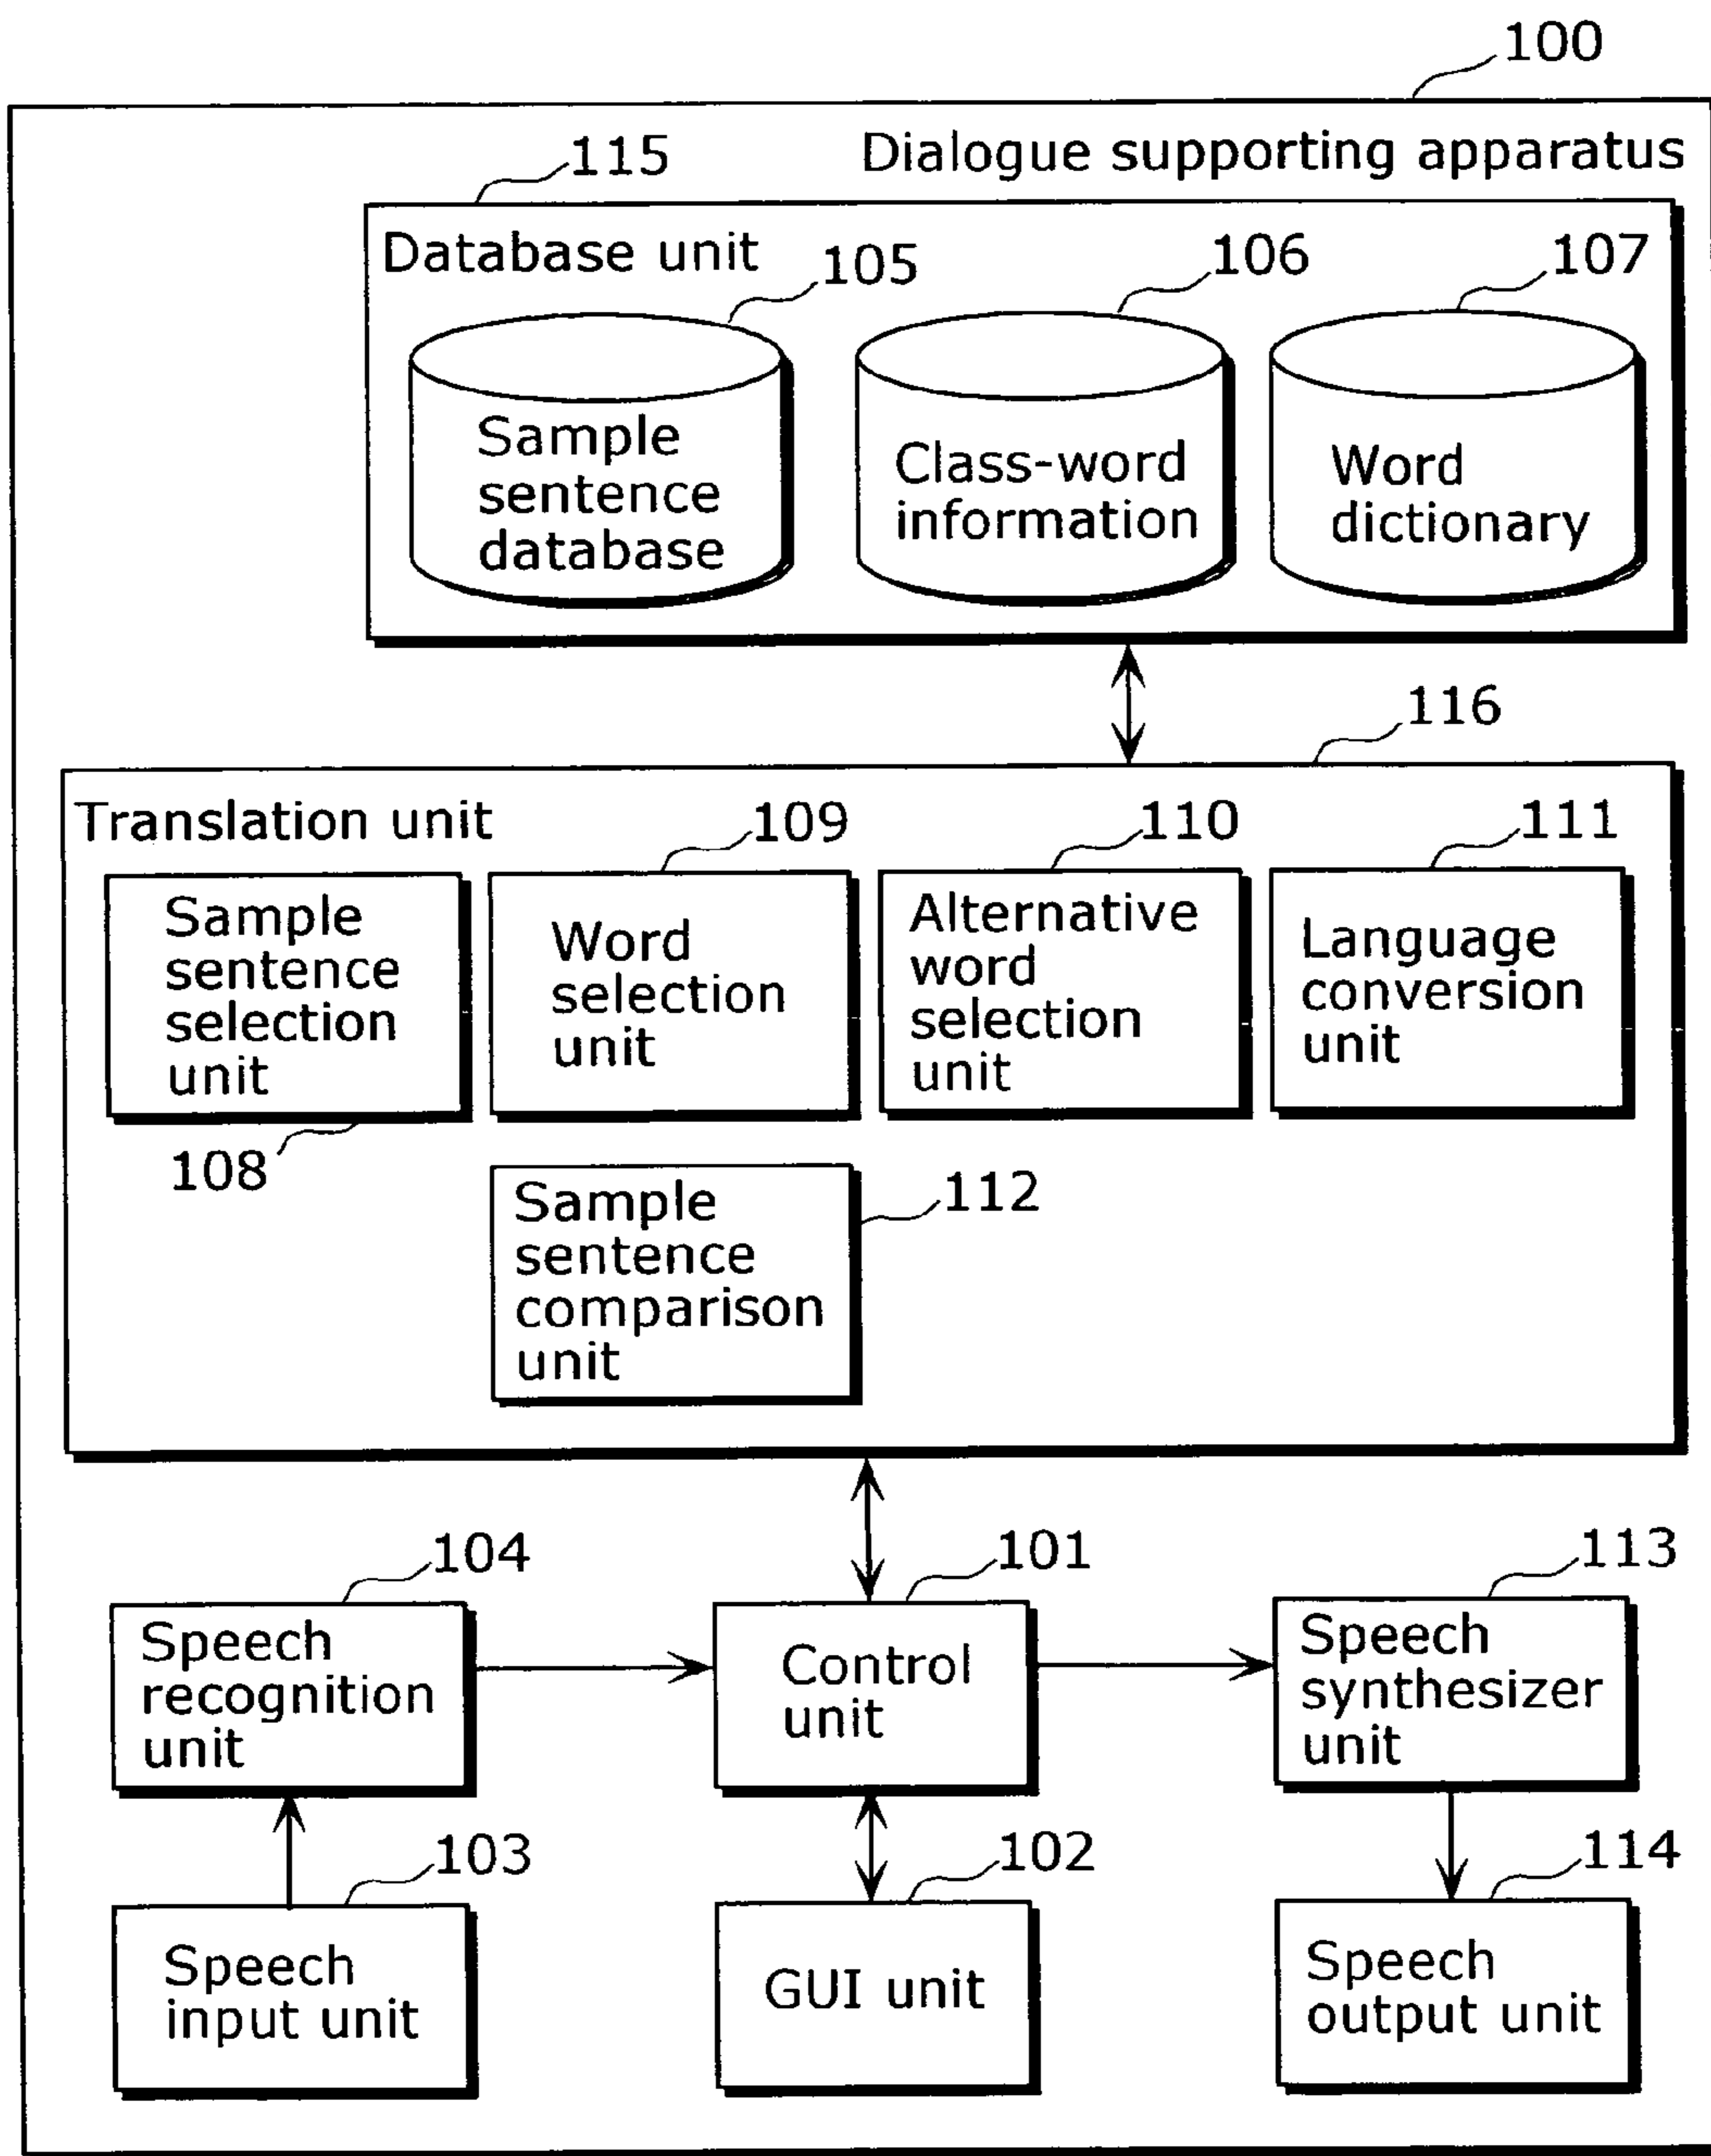 100
Dialogue supporting apparatus
115
Database unit
105
106
107
Sample
sentence
database
Class-word
information
Word
dictionary
116
Translation unit
109
110
111
Sample
sentence
selection
unit
Word
selection
unit
Alternative
word
selection
unit
Language
conversion
unit
108
Sample
sentence
comparison
unit
112
104
101
113
Speech
recognition
unit
Control
unit
Speech
synthesizer
unit
103
102
114
Speech
input unit
GUI unit
Speech
output unit